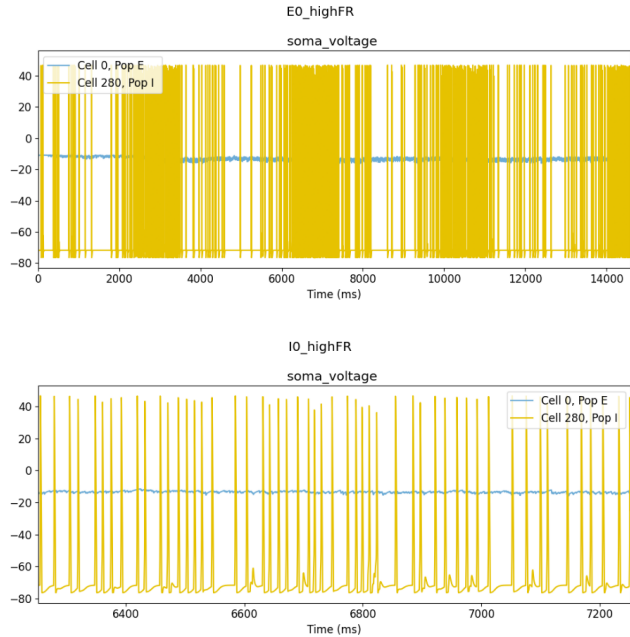 E0_highFR
soma_voltage
Cell 0, Pop E
Cell 280, Pop I
40
20
0
−20
−40
−60
−80
0 2000 4000 6000 8000 10000 12000 14000
Time (ms)
I0_highFR
soma_voltage
Cell 0, Pop E
Cell 280, Pop I
40
20
0
−20
−40
−60
−80
6400 6600 6800 7000 7200
Time (ms)